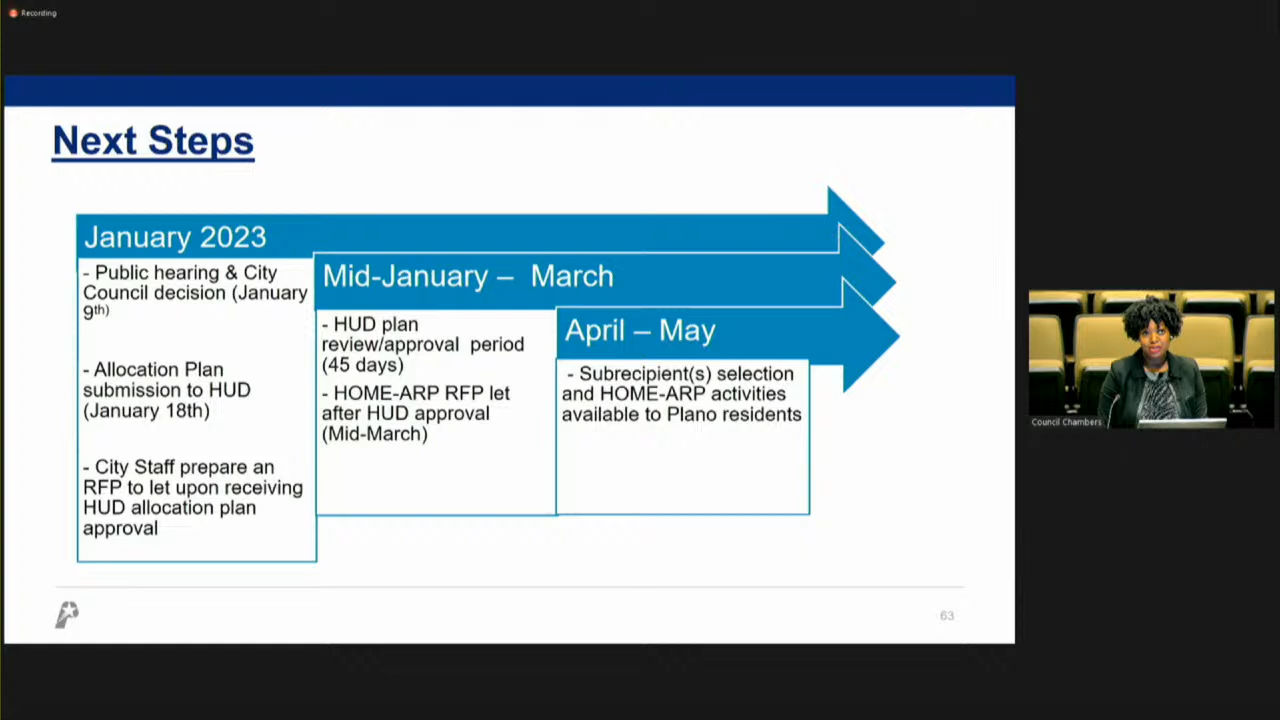 Recording
Next Steps
January 2023
- Public hearing & City
Council decision (January
9th)
- Allocation Plan
submission to HUD
(January 18th)
- City Staff prepare an
RFP to let upon receiving
HUD allocation plan
approval
Mid-January – March
- HUD plan
review/approval period
(45 days)
- HOME-ARP RFP let
after HUD approval
(Mid-March)
April – May
- Subrecipient(s) selection
and HOME-ARP activities
available to Plano residents
63
Council Chambers